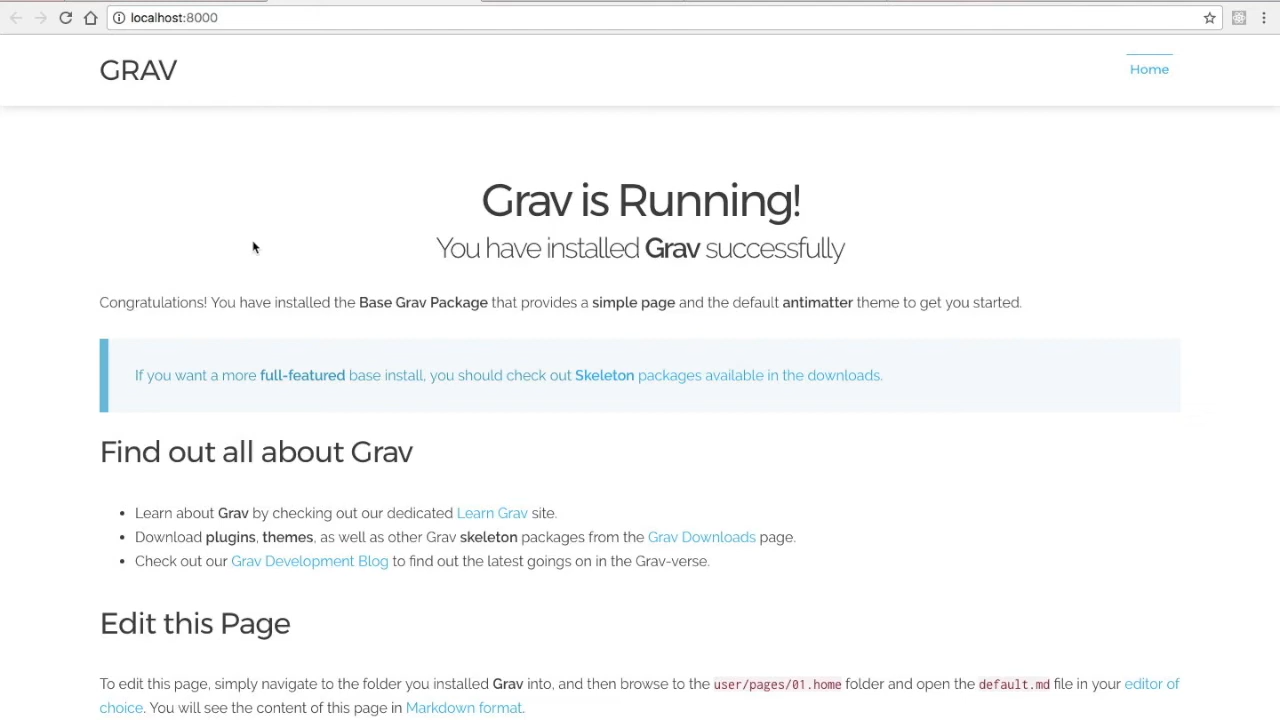 localhost:8000
GRAV
Home
Grav is Running!
You have installed Grav successfully
Congratulations! You have installed the Base Grav Package that provides a simple page and the default antimatter theme to get you started.
If you want a more full-featured base install, you should check out Skeleton packages available in the downloads.
Find out all about Grav
• Learn about Grav by checking out our dedicated Learn Grav site.
• Download plugins, themes, as well as other Grav skeleton packages from the Grav Downloads page.
• Check out our Grav Development Blog to find out the latest goings on in the Grav-verse.
Edit this Page
To edit this page, simply navigate to the folder you installed Grav into, and then browse to the user/pages/01.home folder and open the default.md file in your editor of
choice. You will see the content of this page in Markdown format.